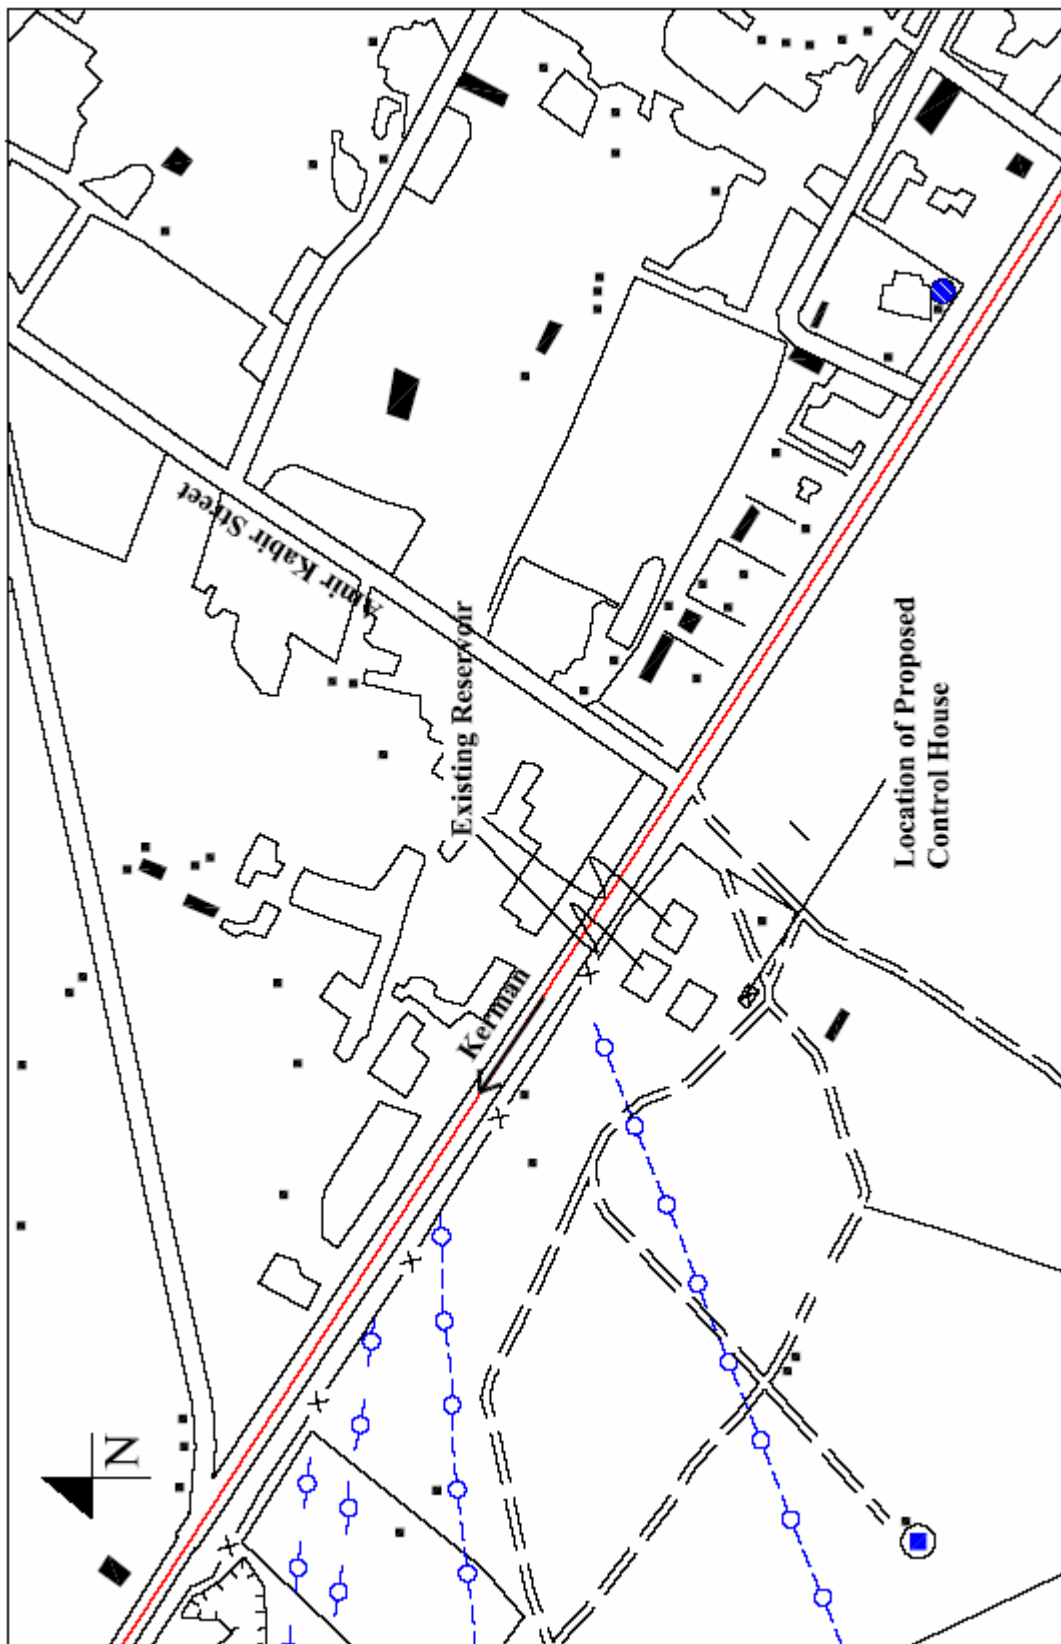 Amir Kabir Street
Existing Reservoir
Kerman
Location of Proposed
Control House
N